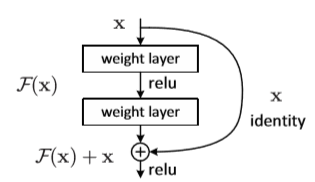 x
weight layer
F(x)
relu
x
weight layer
identity
F(x) + x
+
relu